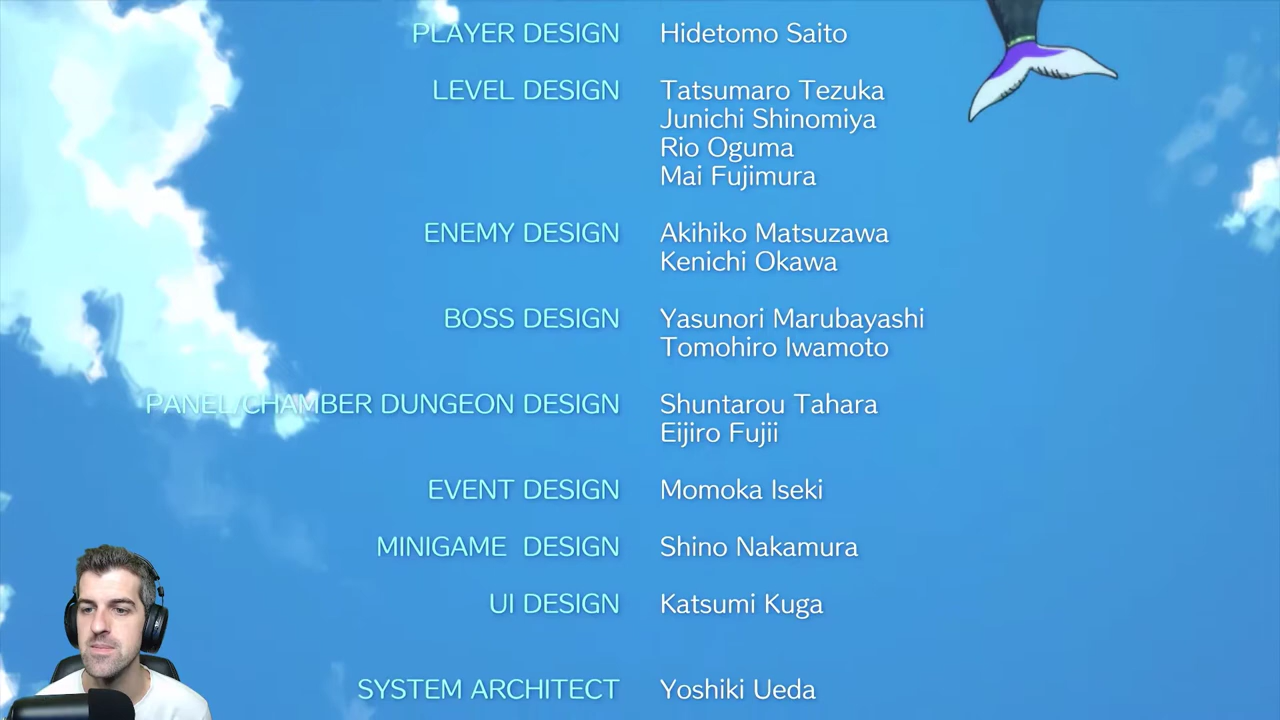 PLAYER DESIGN Hidetomo Saito
LEVEL DESIGN Tatsumaro Tezuka
Junichi Shinomiya
Rio Oguma
Mai Fujimura
ENEMY DESIGN Akihiko Matsuzawa
Kenichi Okawa
BOSS DESIGN Yasunori Marubayashi
Tomohiro Iwamoto
PANEL/CHAMBER DUNGEON DESIGN Shuntarou Tahara
Eijiro Fujii
EVENT DESIGN Momoka Iseki
MINIGAME DESIGN Shino Nakamura
UI DESIGN Katsumi Kuga
SYSTEM ARCHITECT Yoshiki Ueda